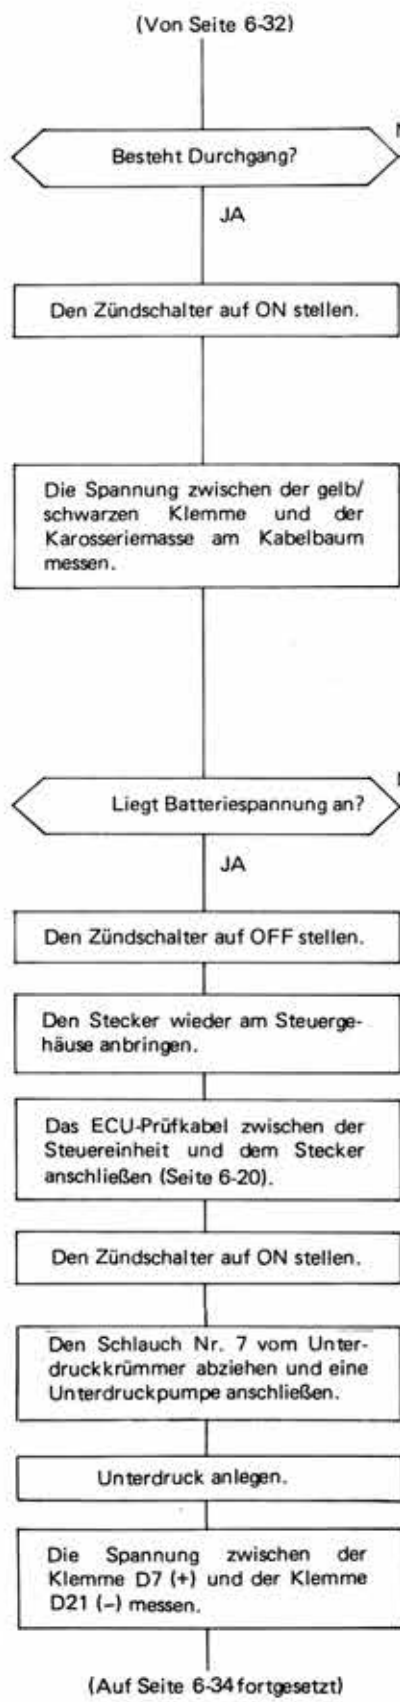 (Von Seite 6-32)
Besteht Durchgang?
JA
Den Zündschalter auf ON stellen.
Die Spannung zwischen der gelb/
schwarzen Klemme und der
Karosseriemasse am Kabelbaum
messen.
Liegt Batteriespannung an?
JA
Den Zündschalter auf OFF stellen.
Den Stecker wieder am Steuerge-
häuse anbringen.
Das ECU-Prüfkabel zwischen der
Steuereinheit und dem Stecker
anschließen (Seite 6-20).
Den Zündschalter auf ON stellen.
Den Schlauch Nr. 7 vom Unter-
druckkrümmer abziehen und eine
Unterdruckpumpe anschließen.
Unterdruck anlegen.
Die Spannung zwischen der
Klemme D7 (+) und der Klemme
D21 (–) messen.
(Auf Seite 6-34 fortgesetzt)